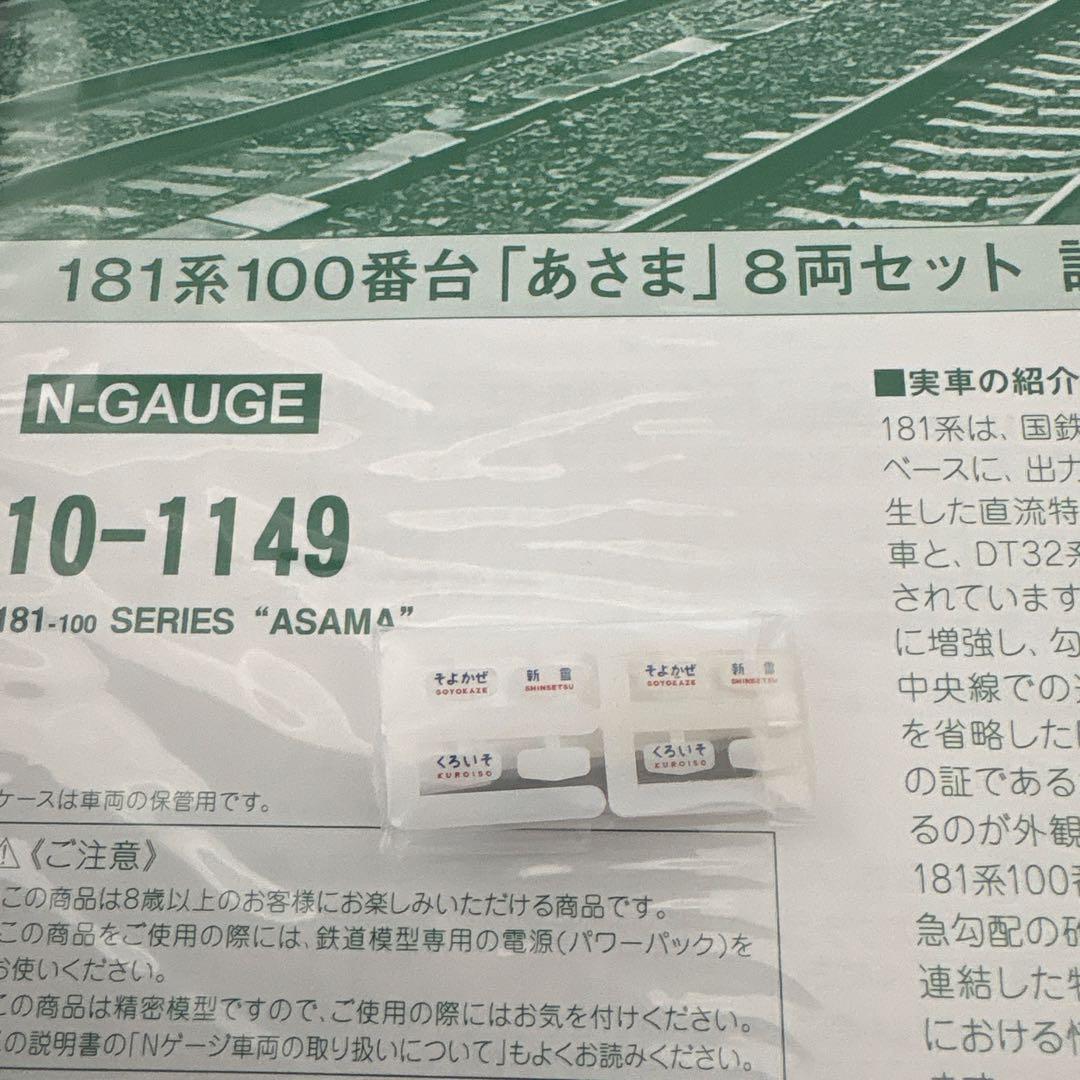 181系100番台「あさま」8両セット
N-GAUGE
10-1149
181-100 SERIES “ASAMA”
ケースは車両の保管用です。
《ご注意》
この商品は8歳以上のお客様にお楽しみいただける商品です。
この商品をご使用の際には、鉄道模型専用の電源(パワーパック)を
お使いください。
この商品は精密模型ですので、ご使用の際にはお気を付けください。
この説明書の「Nゲージ車両の取り扱いについて」もよくお読みください。
そよかぜ 新雪 そよかぜ 新雪
SOYOKAZE SHINSETSU SOYOKAZE SHINSETSU
くろいそ くろいそ
KUROISO KUROISO
■実車の紹介
181系は、国鉄
ベースに、出力
生した直流特
車と、DT32系
されています
に増強し、勾
中央線での
を省略した
の証である
るのが外観
181系100番
急勾配の
連結した
における